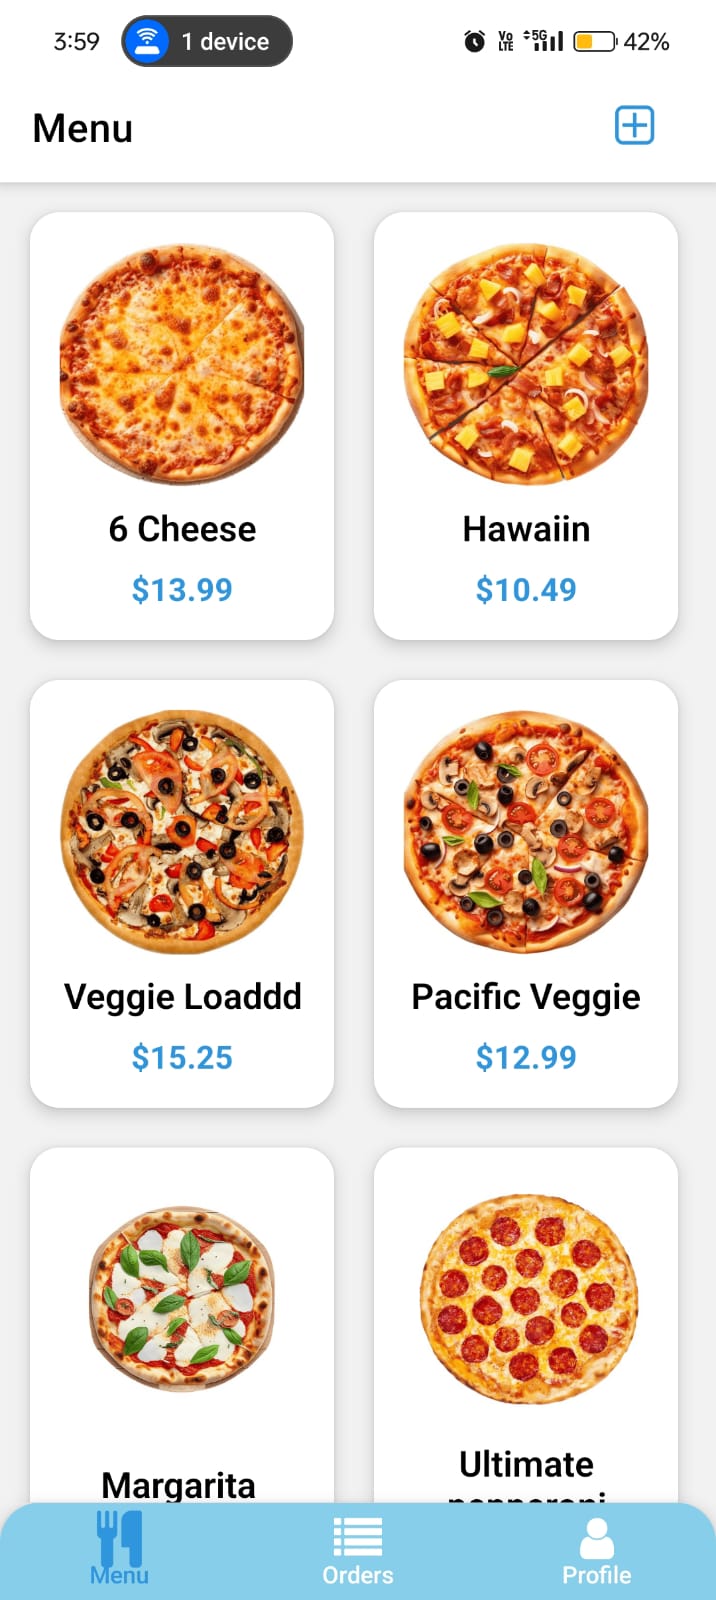 3:59
1 device
Vo
LTE
5G
42%
Menu
6 Cheese
Hawaiin
$13.99
$10.49
Veggie Loaddd
Pacific Veggie
$15.25
$12.99
Margarita
Ultimate
pepperoni
Menu
Orders
Profile